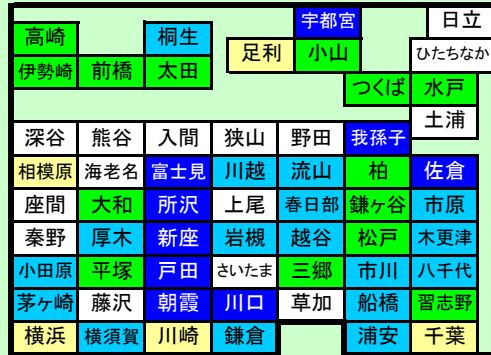 宇都宮 日立
高崎 桐生 足利 小山 ひたちなか
伊勢崎 前橋 太田 つくば 水戸
土浦
深谷 熊谷 入間 狭山 野田 我孫子
相模原 海老名 富士見 川越 流山 柏 佐倉
座間 大和 所沢 上尾 春日部 鎌ヶ谷 市原
秦野 厚木 新座 岩槻 越谷 松戸 木更津
小田原 平塚 戸田 さいたま 三郷 市川 八千代
茅ヶ崎 藤沢 朝霞 川口 草加 船橋 習志野
横浜 横須賀 川崎 鎌倉 浦安 千葉